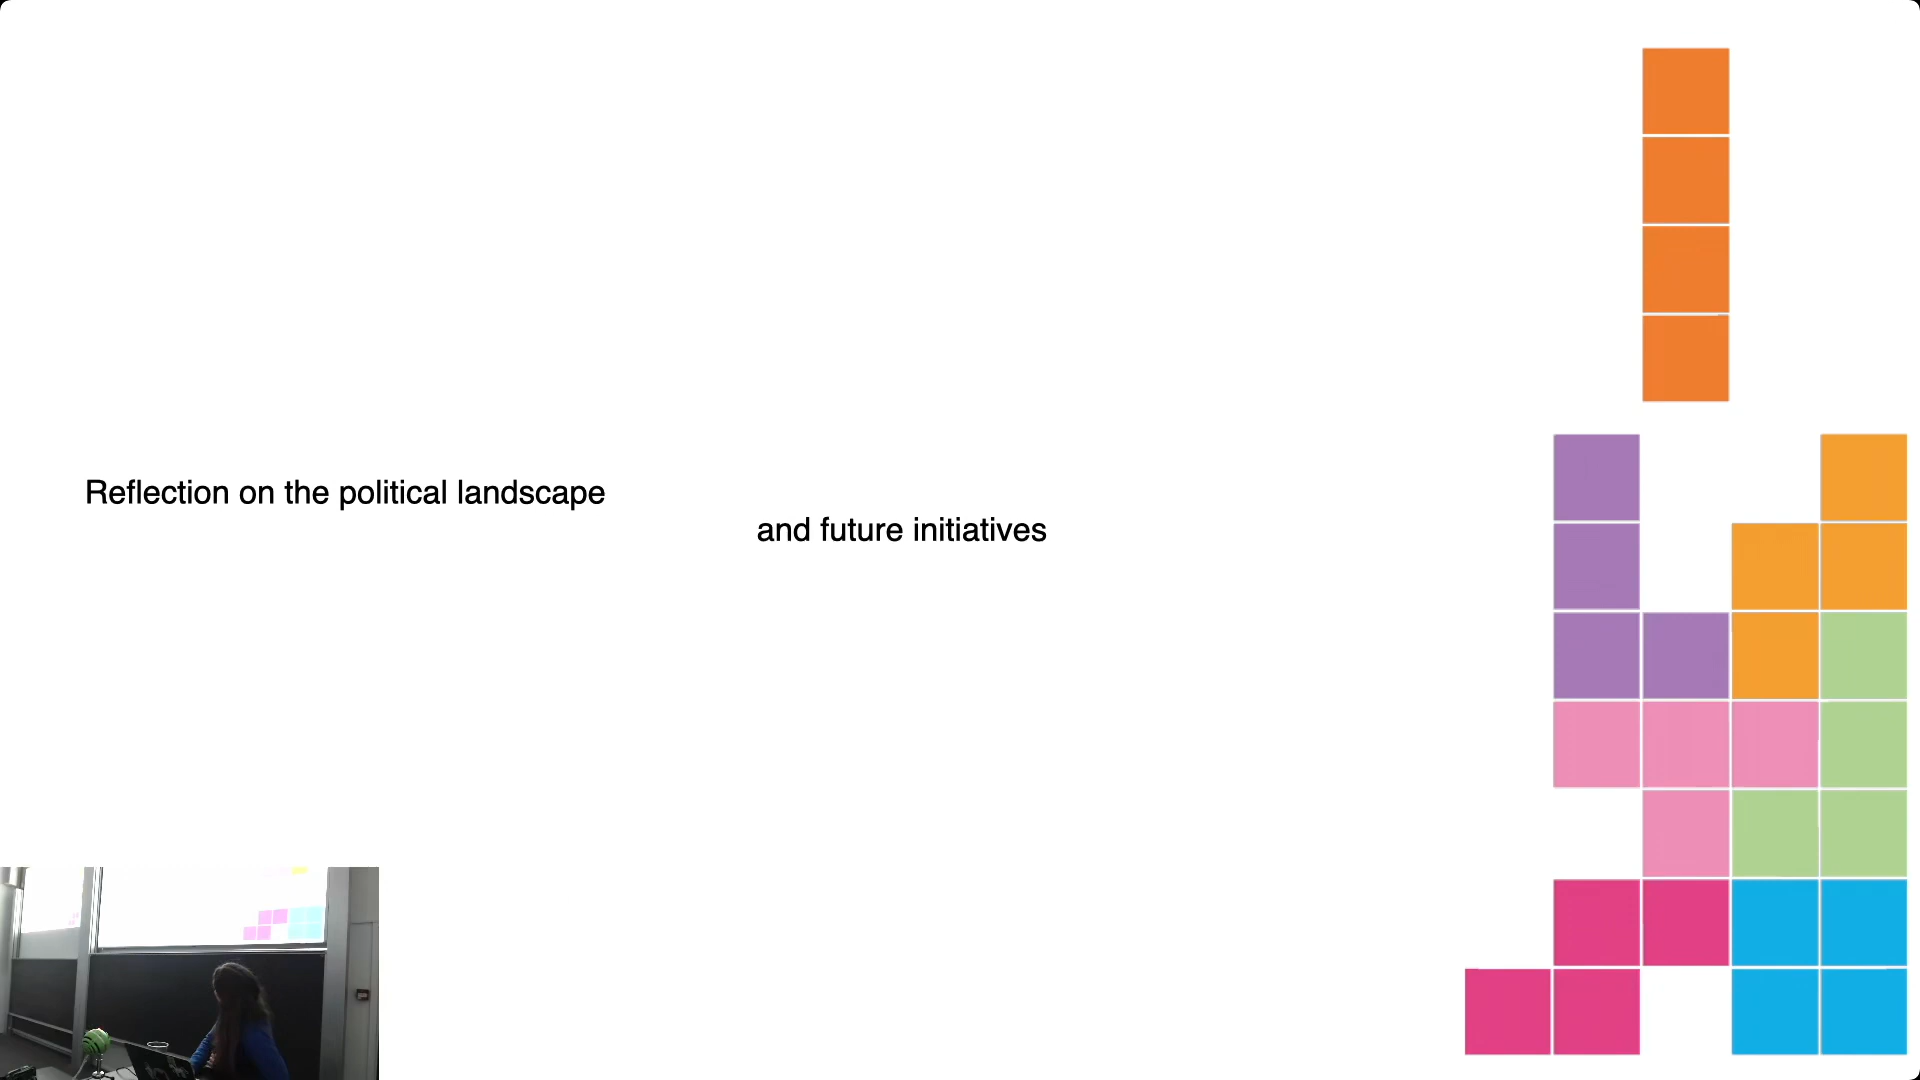 Reflection on the political landscape
and future initiatives